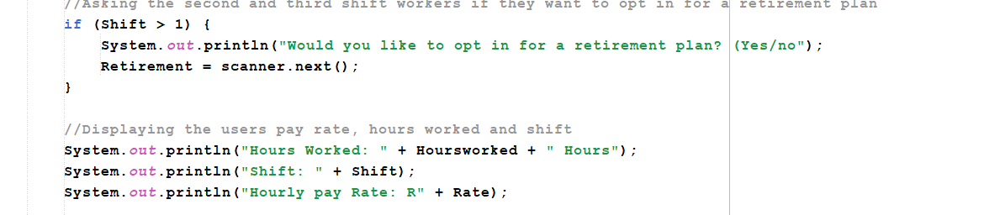 //Asking the second and third shift workers if they want to opt in for a retirement plan
if (Shift > 1) {
System.out.println("Would you like to opt in for a retirement plan? (Yes/no");
Retirement = scanner.next();
}
//Displaying the users pay rate, hours worked and shift
System.out.println("Hours Worked: " + Hoursworked + " Hours");
System.out.println("Shift: " + Shift);
System.out.println("Hourly pay Rate: R" + Rate);